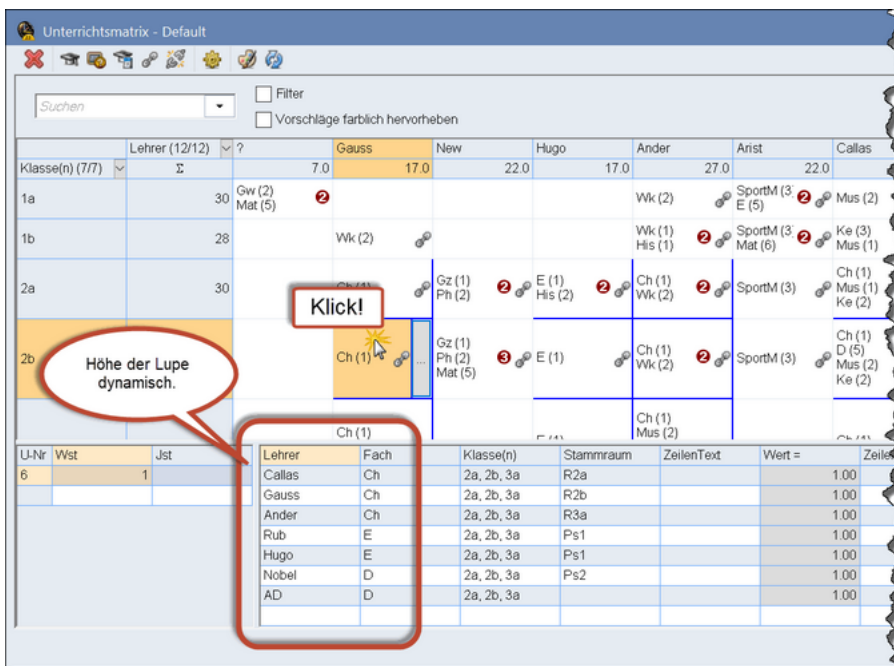 Unterrichtsmatrix - Default
Suchen
Filter
Vorschläge farblich hervorheben
Lehrer (12/12) ? Gauss New Hugo Ander Arist Callas
Klasse(n) (7/7) Σ 7.0 17.0 22.0 17.0 27.0 22.0
1a 30 Gw (2) 2 Wk (2) SportM (3) 2 Mus (2)
Mat (5) E (5)
1b 28 Wk (2) Wk (1) 2 SportM (3) 2 Ke (3)
His (1) Mat (6) Mus (1)
2a 30 Ch (1) Gz (1) 2 E (1) 2 Ch (1) 2 SportM (3) Ch (1)
Ph (2) His (2) Wk (2) Mus (1)
Ke (2)
Klick!
2b Ch (1) ... Gz (1) 3 E (1) Ch (1) 2 SportM (3) Ch (1)
Ph (2) Wk (2) D (5)
Mat (5) Mus (2)
Ke (2)
Höhe der Lupe
dynamisch.
Ch (1) E (1) Ch (1) Ch (1)
Mus (2)
U-Nr Wst Jst Lehrer Fach Klasse(n) Stammraum ZeilenText Wert =
6 1 Callas Ch 2a, 2b, 3a R2a 1.00
Gauss Ch 2a, 2b, 3a R2b 1.00
Ander Ch 2a, 2b, 3a R3a 1.00
Rub E 2a, 2b, 3a Ps1 1.00
Hugo E 2a, 2b, 3a Ps1 1.00
Nobel D 2a, 2b, 3a Ps2 1.00
AD D 2a, 2b, 3a 1.00